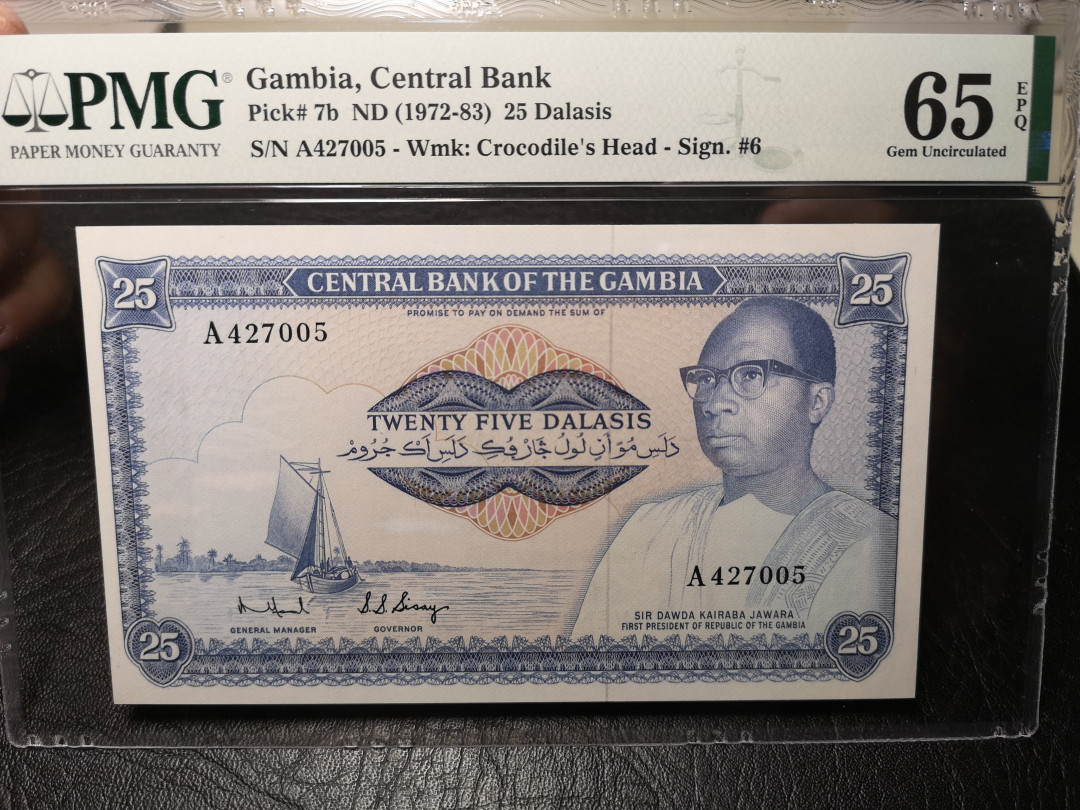 PMG®
PAPER MONEY GUARANTY
Gambia, Central Bank
Pick# 7b ND (1972-83) 25 Dalasis
S/N A427005 - Wmk: Crocodile's Head - Sign. #6
65
EPQ
Gem Uncirculated
25
CENTRAL BANK OF THE GAMBIA
25
PROMISE TO PAY ON DEMAND THE SUM OF
A427005
TWENTY FIVE DALASIS
A427005
S.S. Sisay
GENERAL MANAGER
GOVERNOR
SIR DAWDA KAIRABA JAWARA
FIRST PRESIDENT OF REPUBLIC OF THE GAMBIA
25
25